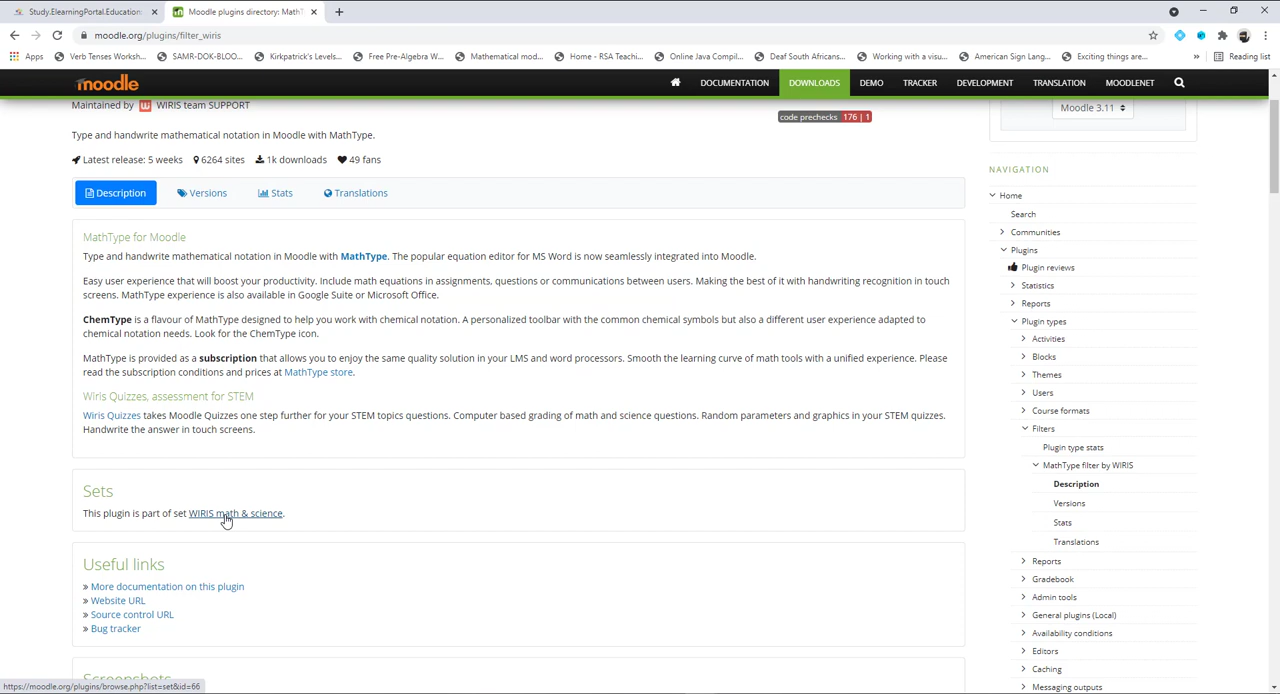 Study.ElearningPortal.Education:
Moodle plugins directory: MathT
moodle.org/plugins/filter_wiris
Apps
Verb Tenses Worksh...
SAMR-DOK-BLOO...
Kirkpatrick's Levels...
Free Pre-Algebra W...
Mathematical mod...
Home - RSA Teachi...
Online Java Compil...
Deaf South Africans...
Working with a visu...
American Sign Lang...
Exciting things are...
»
Reading list
moodle
DOCUMENTATION
DOWNLOADS
DEMO
TRACKER
DEVELOPMENT
TRANSLATION
MOODLENET
Maintained by WIRIS team SUPPORT
code prechecks 176 | 1
Moodle 3.11
Type and handwrite mathematical notation in Moodle with MathType.
Latest release: 5 weeks 6264 sites 1k downloads 49 fans
Description Versions Stats Translations
MathType for Moodle
Type and handwrite mathematical notation in Moodle with MathType. The popular equation editor for MS Word is now seamlessly integrated into Moodle.
Easy user experience that will boost your productivity. Include math equations in assignments, questions or communications between users. Making the best of it with handwriting recognition in touch
screens. MathType experience is also available in Google Suite or Microsoft Office.
ChemType is a flavour of MathType designed to help you work with chemical notation. A personalized toolbar with the common chemical symbols but also a different user experience adapted to
chemical notation needs. Look for the ChemType icon.
MathType is provided as a subscription that allows you to enjoy the same quality solution in your LMS and word processors. Smooth the learning curve of math tools with a unified experience. Please
read the subscription conditions and prices at MathType store.
Wiris Quizzes, assessment for STEM
Wiris Quizzes takes Moodle Quizzes one step further for your STEM topics questions. Computer based grading of math and science questions. Random parameters and graphics in your STEM quizzes.
Handwrite the answer in touch screens.
Sets
This plugin is part of set WIRIS math & science.
Useful links
» More documentation on this plugin
» Website URL
» Source control URL
» Bug tracker
Screenshots
https://moodle.org/plugins/browse.php?list=set&id=66
NAVIGATION
Home
Search
Communities
Plugins
Plugin reviews
Statistics
Reports
Plugin types
Activities
Blocks
Themes
Users
Course formats
Filters
Plugin type stats
MathType filter by WIRIS
Description
Versions
Stats
Translations
Reports
Gradebook
Admin tools
General plugins (Local)
Availability conditions
Editors
Caching
Messaging outputs